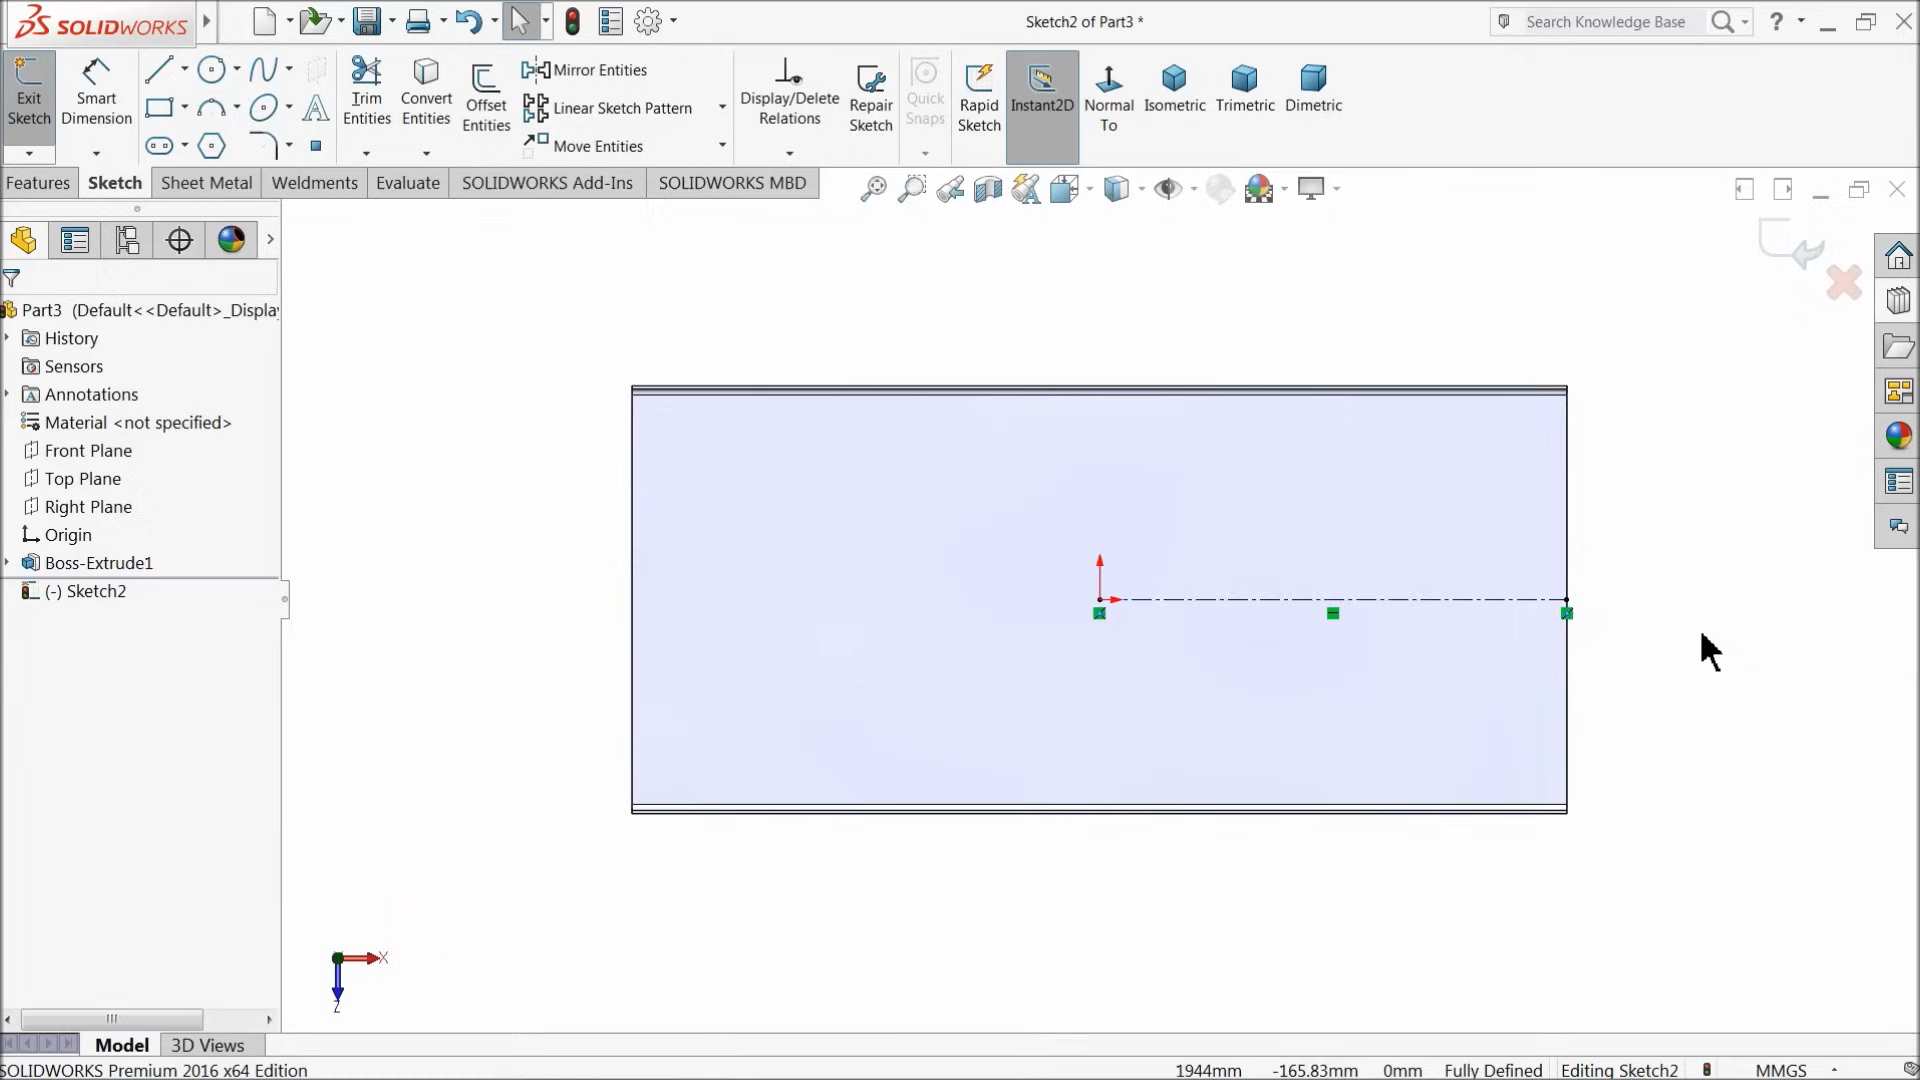 SOLIDWORKS
Sketch2 of Part3 *
Search Knowledge Base
?
Exit Sketch
Smart Dimension
Trim Entities
Convert Entities
Offset Entities
Mirror Entities
Linear Sketch Pattern
Move Entities
Display/Delete Relations
Repair Sketch
Quick Snaps
Rapid Sketch
Instant2D
Normal To
Isometric
Trimetric
Dimetric
Features
Sketch
Sheet Metal
Weldments
Evaluate
SOLIDWORKS Add-Ins
SOLIDWORKS MBD
Part3 (Default<<Default>_Displa
History
Sensors
Annotations
Material <not specified>
Front Plane
Top Plane
Right Plane
Origin
Boss-Extrude1
(-) Sketch2
X
Z
Model
3D Views
SOLIDWORKS Premium 2016 x64 Edition
1944mm
-165.83mm
0mm
Fully Defined
Editing Sketch2
MMGS